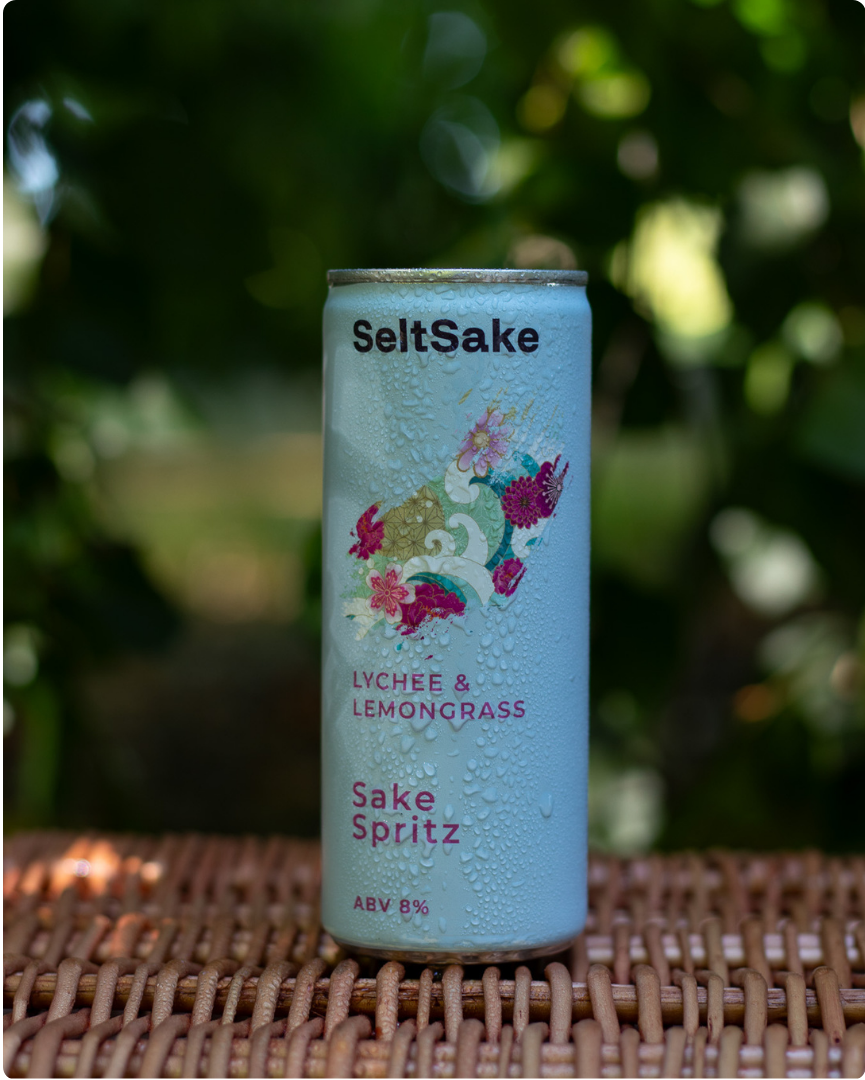 SeltSake
LYCHEE &
LEMONGRASS
Sake
Spritz
ABV 8%